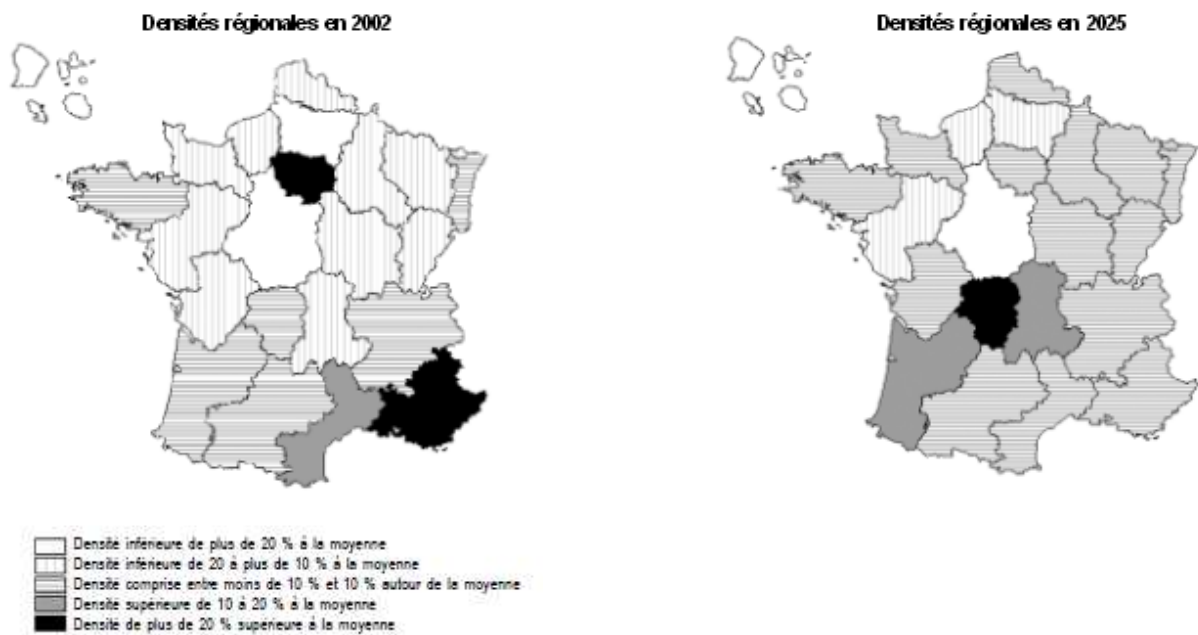 Densités régionales en 2002
Densités régionales en 2025
Densité inférieure de plus de 20 % à la moyenne
Densité inférieure de 20 à plus de 10 % à la moyenne
Densité comprise entre moins de 10 % et 10 % autour de la moyenne
Densité supérieure de 10 à 20 % à la moyenne
Densité de plus de 20 % supérieure à la moyenne